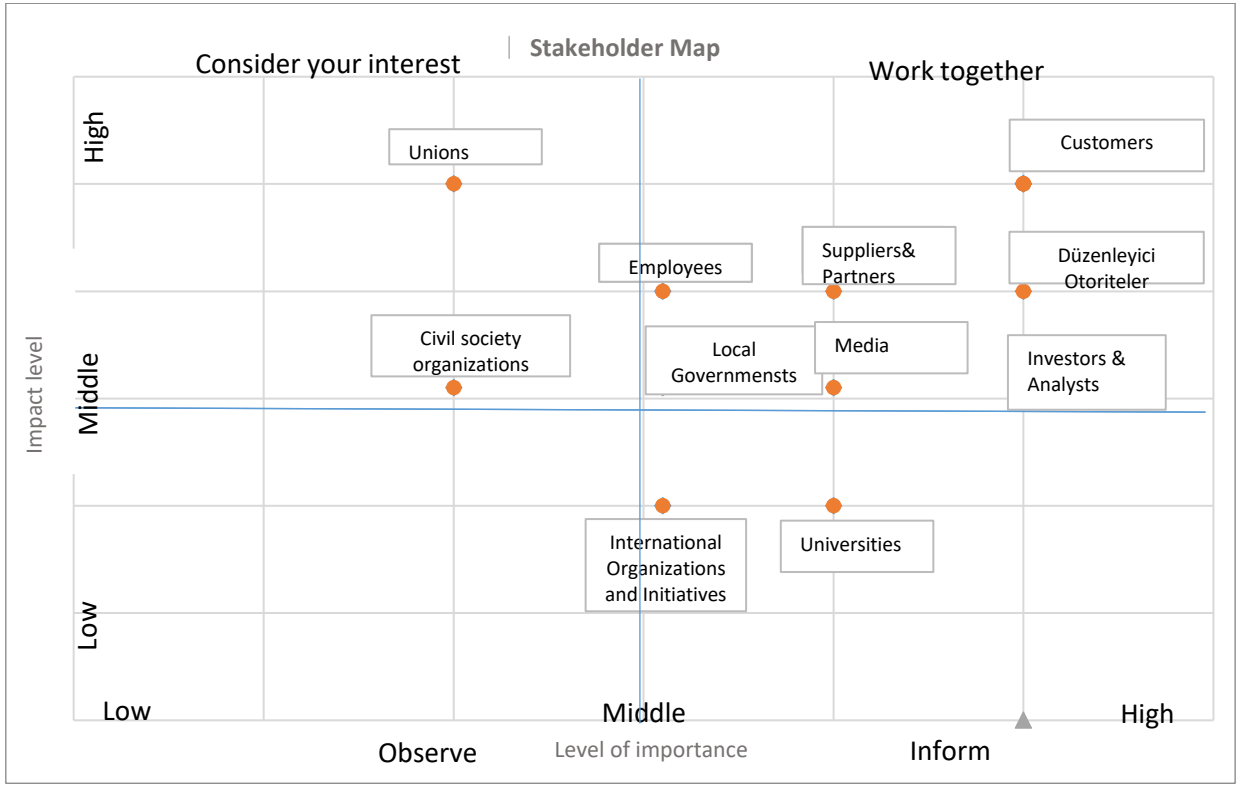 Stakeholder Map
Consider your interest
Work together
High
Unions
Customers
Employees
Suppliers&
Partners
Düzenleyici
Otoriteler
Impact level
Middle
Civil society
organizations
Local
Governmensts
Media
Investors &
Analysts
International
Organizations
and Initiatives
Universities
Low
Low
Middle
High
Observe
Level of importance
Inform